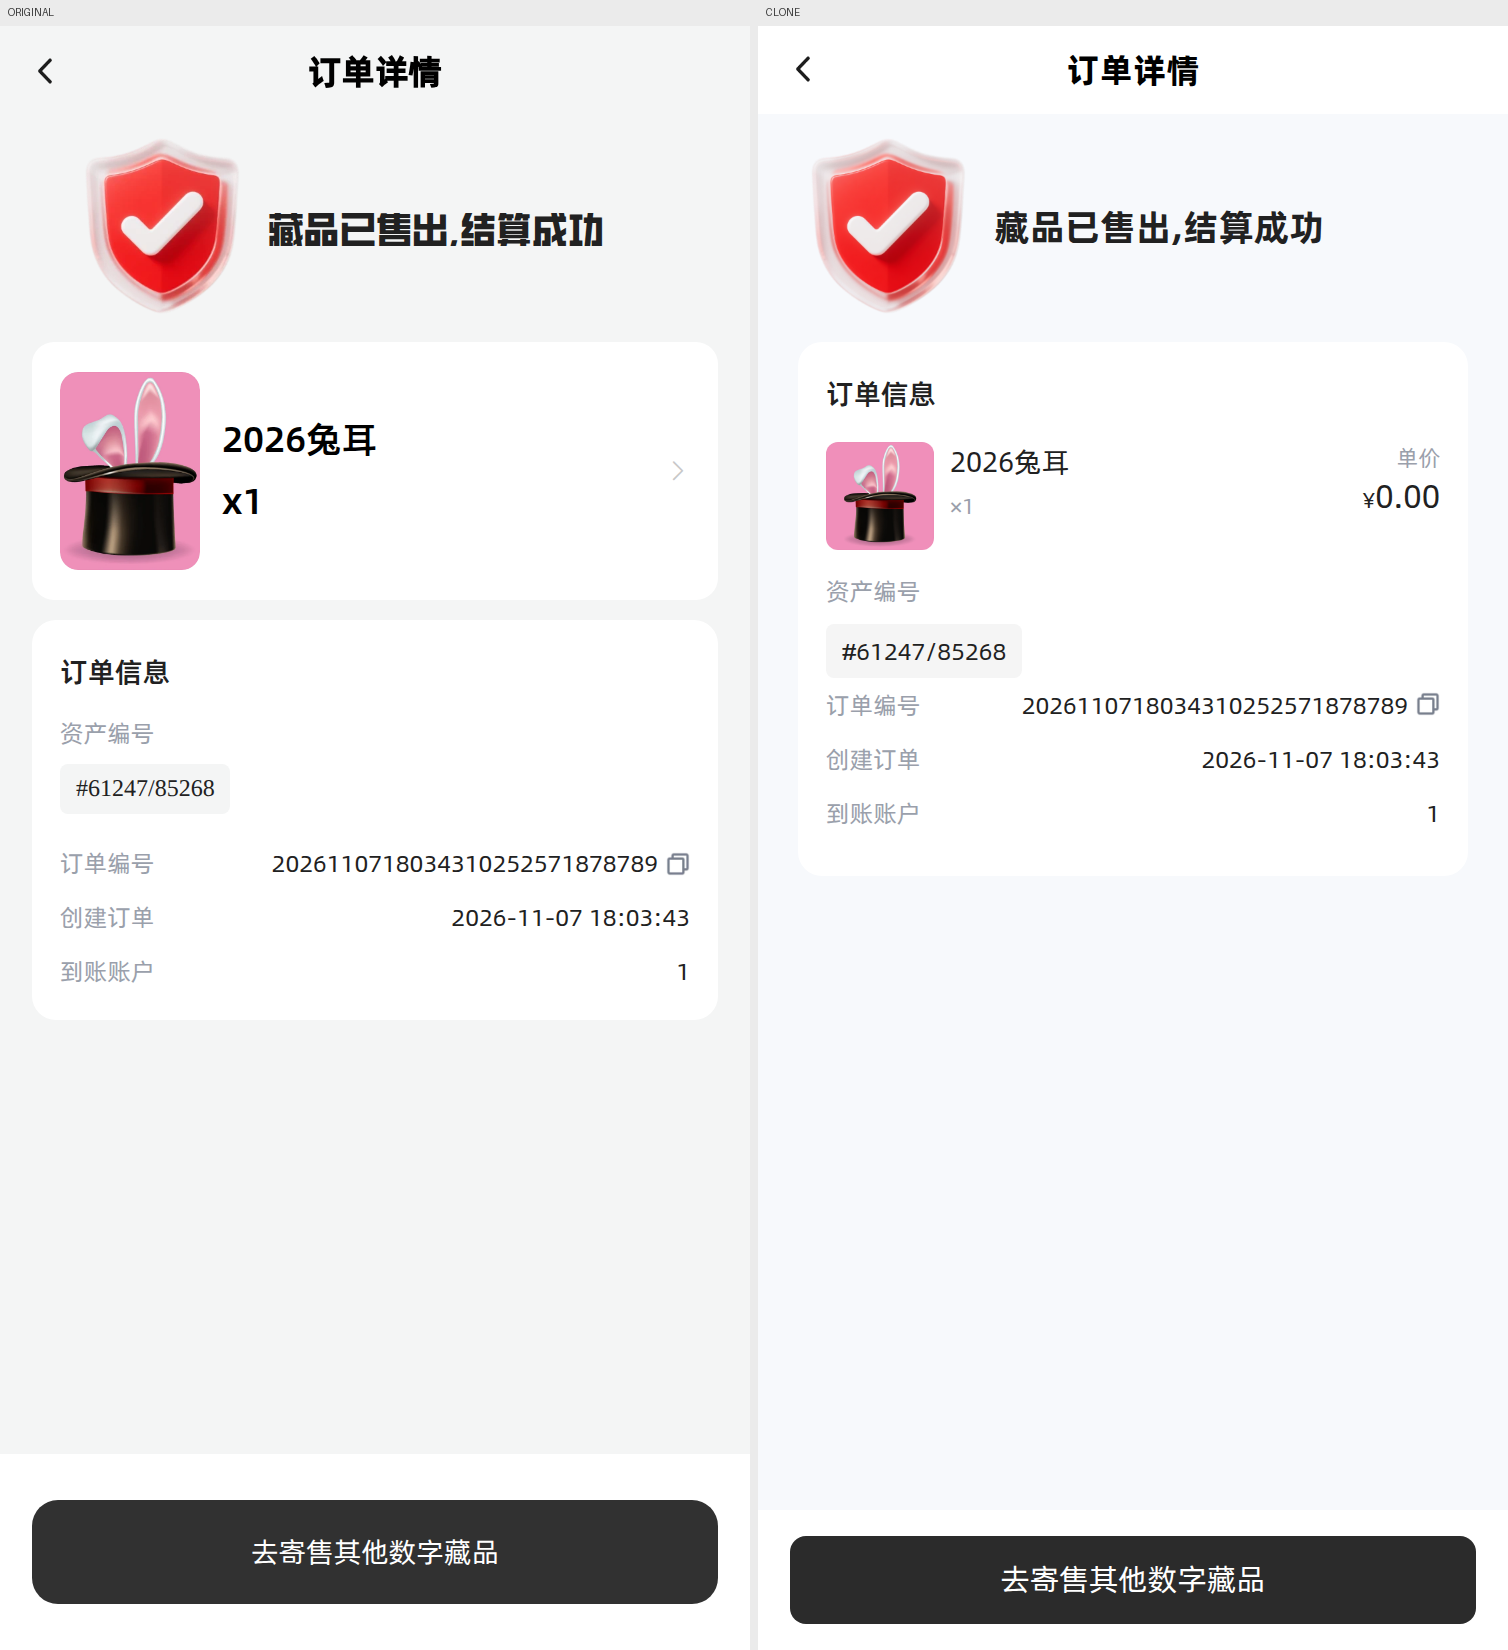 ORIGINAL
订单详情
藏品已售出,结算成功
2026兔耳
x1
订单信息
资产编号
#61247/85268
订单编号 2026110718034310252571878789
创建订单 2026-11-07 18:03:43
到账账户 1
去寄售其他数字藏品
CLONE
订单详情
藏品已售出,结算成功
订单信息
2026兔耳 单价
×1 ¥0.00
资产编号
#61247/85268
订单编号 2026110718034310252571878789
创建订单 2026-11-07 18:03:43
到账账户 1
去寄售其他数字藏品